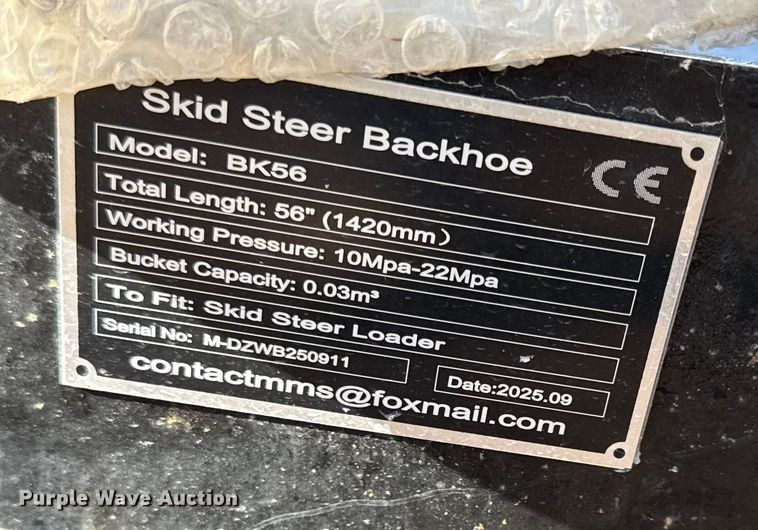 Skid Steer Backhoe
CE
Model: BK56
Total Length: 56" (1420mm)
Working Pressure: 10Mpa-22Mpa
Bucket Capacity: 0.03m³
To Fit: Skid Steer Loader
Serial No: M-DZWB250911
Date:2025.09
contactmms@foxmail.com
Purple Wave Auction